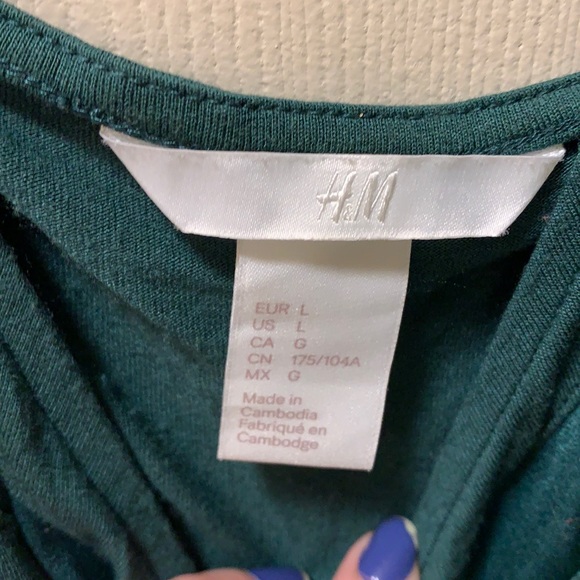 H&M
EUR L
US L
CA G
CN 175/104A
MX G
Made in
Cambodia
Fabriqué en
Cambodge